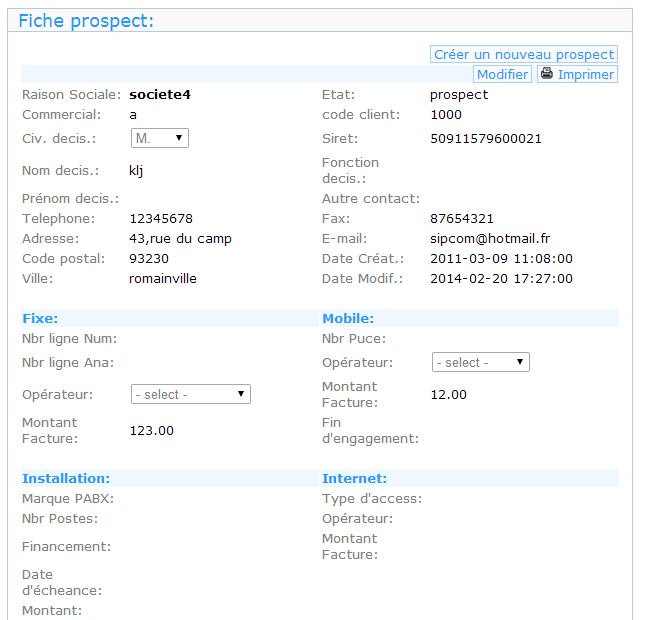 Fiche prospect:
Créer un nouveau prospect
Modifier Imprimer
Raison Sociale: societe4 Etat: prospect
Commercial: a code client: 1000
Civ. decis.: M. Siret: 50911579600021
Nom decis.: klj Fonction decis.:
Prénom decis.: Autre contact:
Telephone: 12345678 Fax: 87654321
Adresse: 43,rue du camp E-mail: sipcom@hotmail.fr
Code postal: 93230 Date Créat.: 2011-03-09 11:08:00
Ville: romainville Date Modif.: 2014-02-20 17:27:00
Fixe: Mobile:
Nbr ligne Num: Nbr Puce:
Nbr ligne Ana: Opérateur: - select -
Opérateur: - select - Montant Facture: 12.00
Montant Facture: 123.00 Fin d'engagement:
Installation: Internet:
Marque PABX: Type d'access:
Nbr Postes: Opérateur:
Financement: Montant Facture:
Date d'écheance:
Montant: